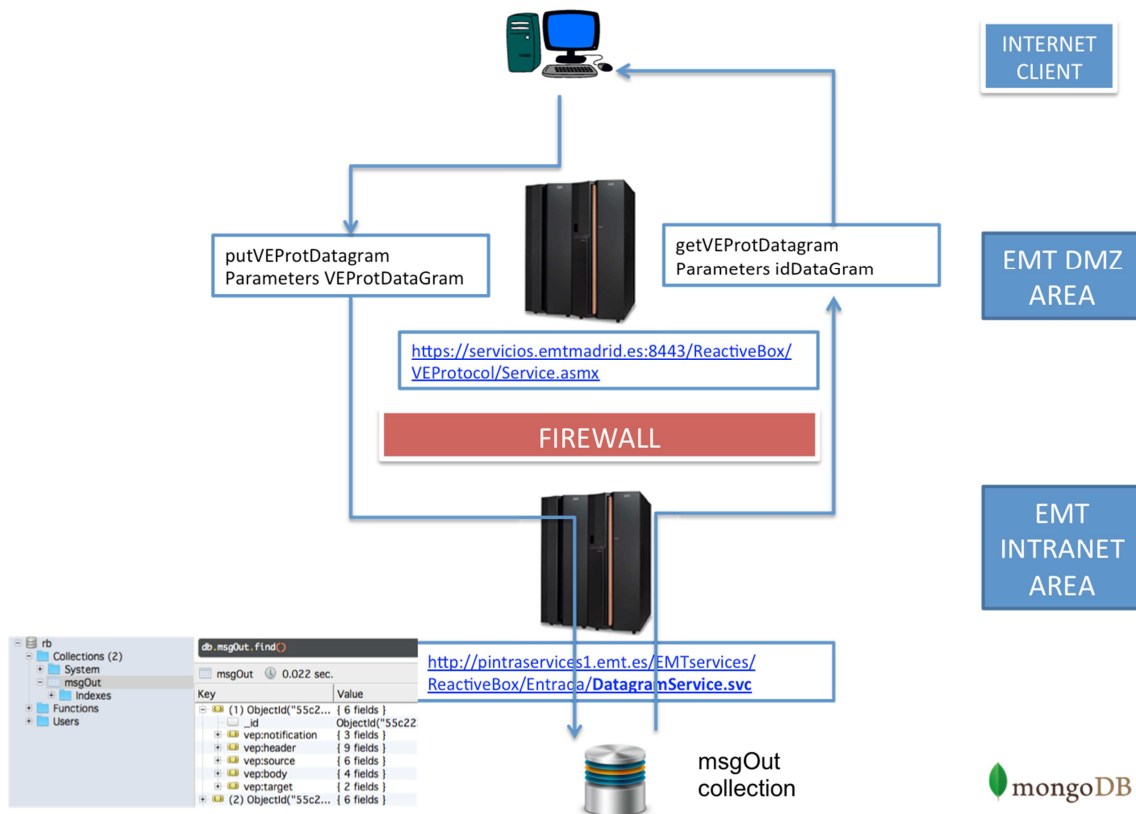 INTERNET
CLIENT
putVEProtDatagram
Parameters VEProtDataGram
getVEProtDatagram
Parameters idDataGram
EMT DMZ
AREA
https://servicios.emtmadrid.es:8443/ReactiveBox/
VEProtocol/Service.asmx
FIREWALL
EMT
INTRANET
AREA
http://pintraservices1.emt.es/EMTservices/
ReactiveBox/Entrada/DatagramService.svc
rb
Collections (2)
System
msgOut
Indexes
Functions
Users
db.msgOut.find()
msgOut 0.022 sec.
Key Value
(1) ObjectId("55c2... { 6 fields }
_id ObjectId("55c22
vep:notification { 3 fields }
vep:header { 9 fields }
vep:source { 6 fields }
vep:body { 4 fields }
vep:target { 2 fields }
(2) ObjectId("55c2... { 6 fields }
msgOut
collection
mongoDB